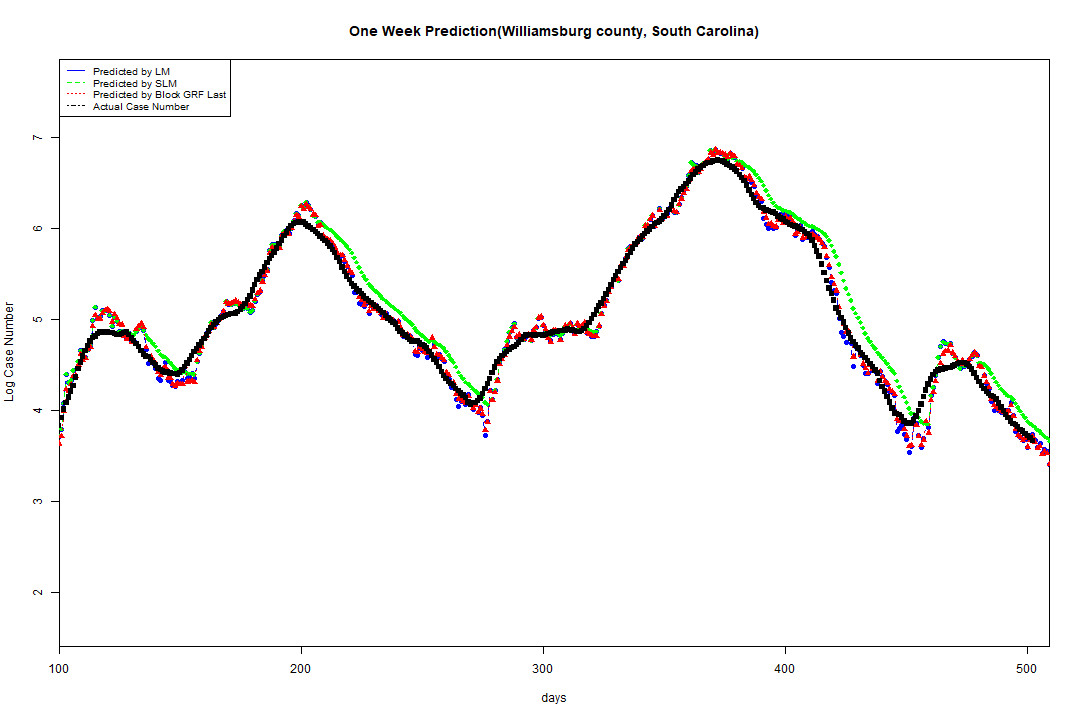 One Week Prediction(Williamsburg county, South Carolina)
Predicted by LM
Predicted by SLM
Predicted by Block GRF Last
Actual Case Number
7
6
5
4
3
2
Log Case Number
100 200 300 400 500
days